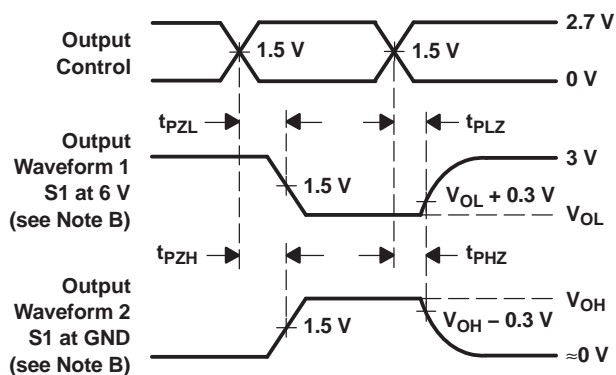 2.7 V
Output
Control
1.5 V
1.5 V
0 V
tPZL
tPLZ
Output
Waveform 1
S1 at 6 V
(see Note B)
3 V
1.5 V
VOL + 0.3 V
VOL
tPZH
tPHZ
Output
Waveform 2
S1 at GND
(see Note B)
VOH
1.5 V
VOH − 0.3 V
≈0 V